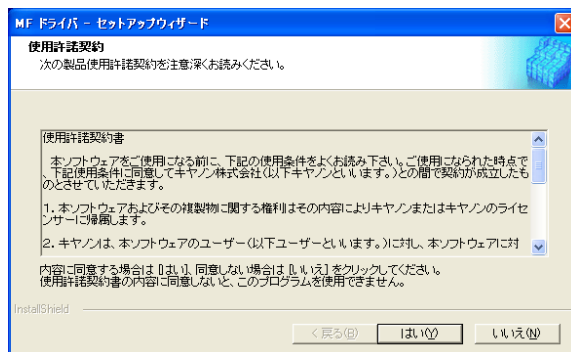 MF ドライバ - セットアップウィザード
使用許諾契約
次の製品使用許諾契約を注意深くお読みください。
使用許諾契約書
本ソフトウェアをご使用になる前に、下記の使用条件をよくお読み下さい。ご使用になられた時点で
、下記使用条件に同意してキヤノン株式会社(以下キヤノンといいます。)との間で契約が成立したも
のとさせていただきます。
1. 本ソフトウェアおよびその複製物に関する権利はその内容によりキヤノンまたはキヤノンのライセ
ンサーに帰属します。
2. キヤノンは、本ソフトウェアのユーザー(以下ユーザーといいます。)に対し、本ソフトウェアに対
内容に同意する場合は [はい]、同意しない場合は [いいえ] をクリックしてください。
使用許諾契約書の内容に同意しないと、このプログラムを使用できません。
InstallShield
< 戻る(B) はい(Y) いいえ(N)